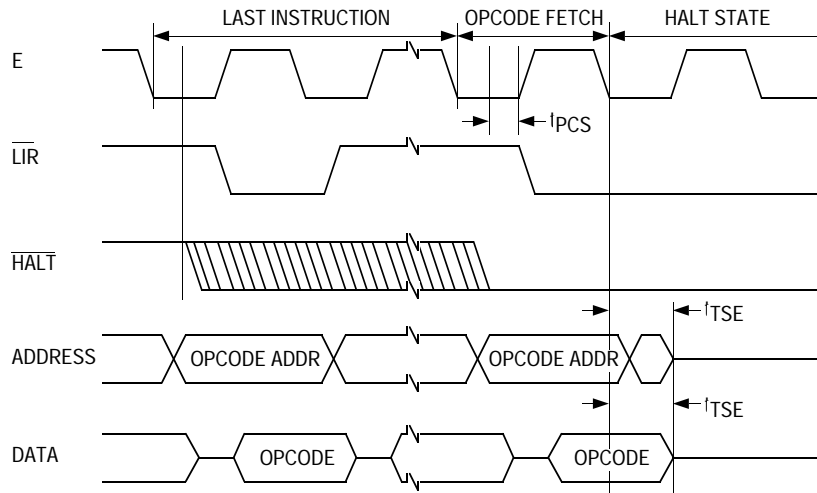 LAST INSTRUCTION OPCODE FETCH HALT STATE
E
tPCS
LIR
HALT
tTSE
ADDRESS OPCODE ADDR OPCODE ADDR
tTSE
DATA OPCODE OPCODE